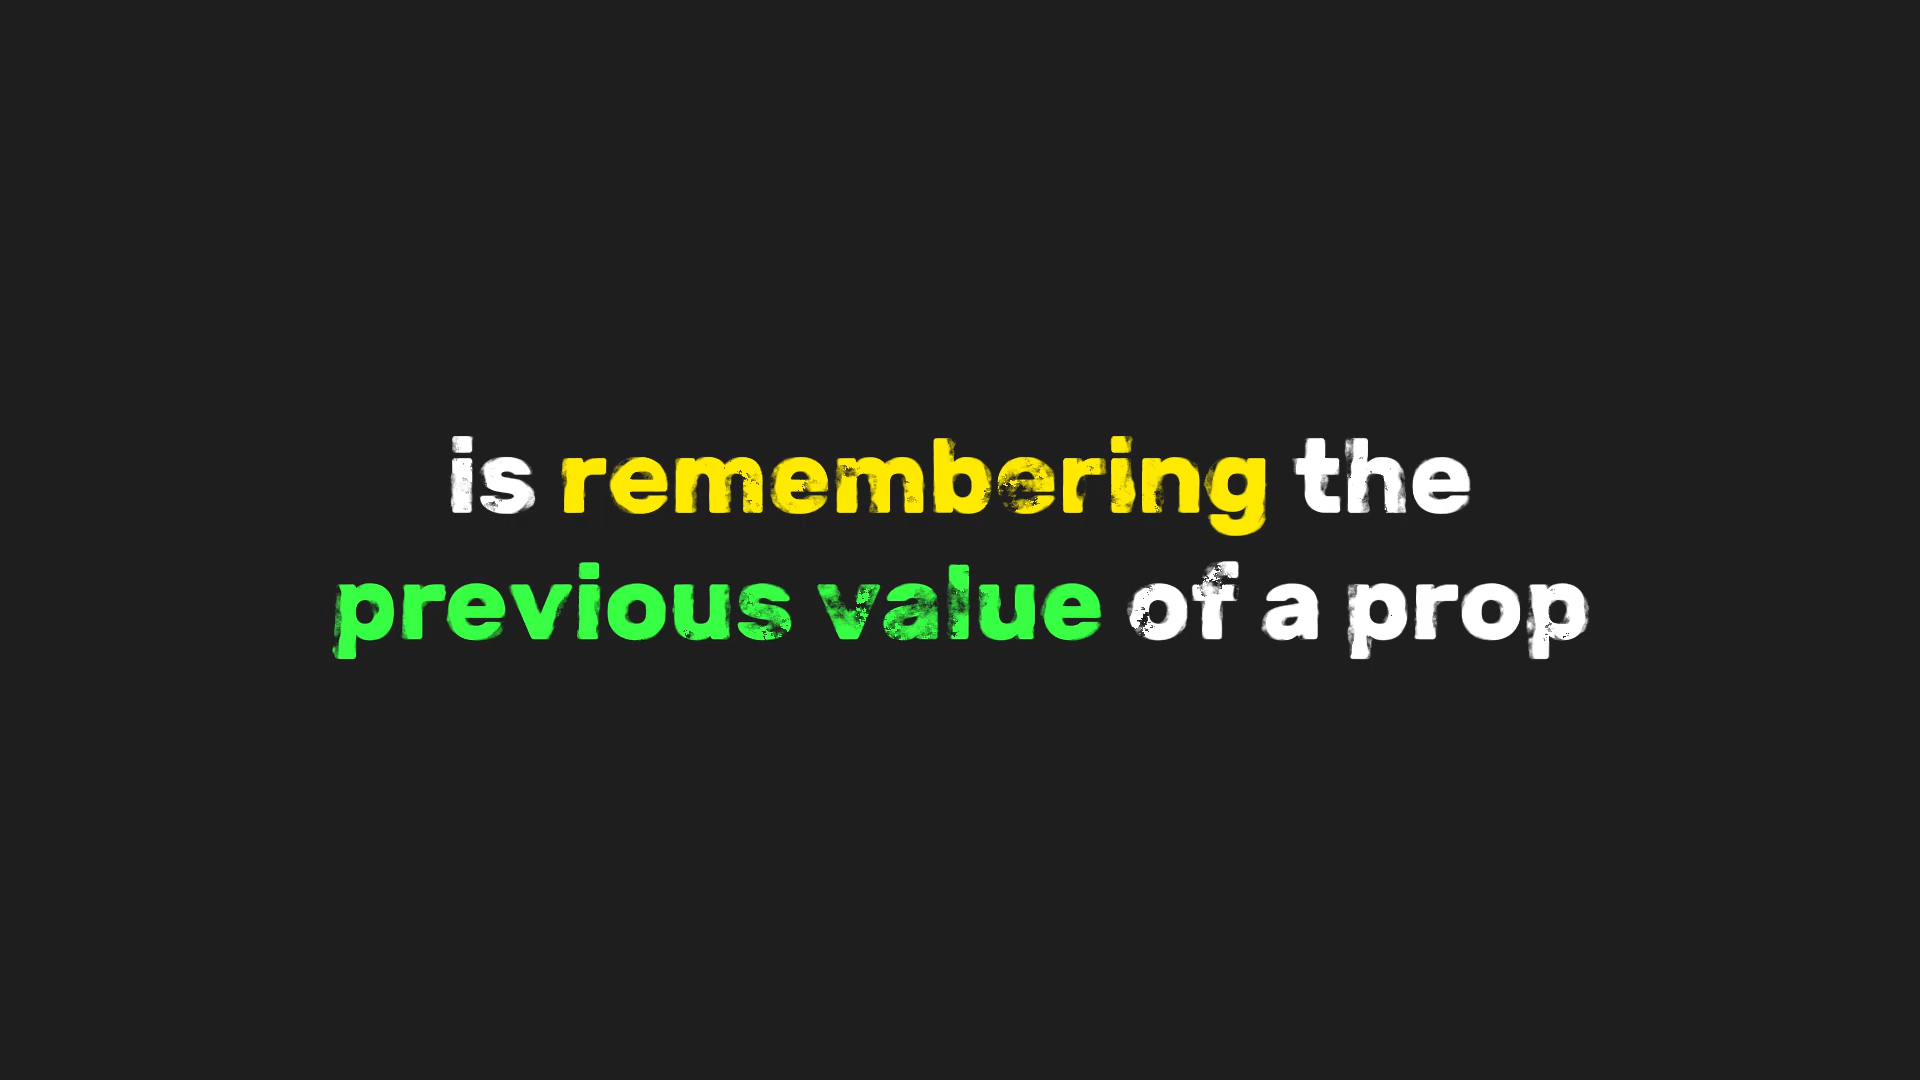 is remembering the
previous value of a prop